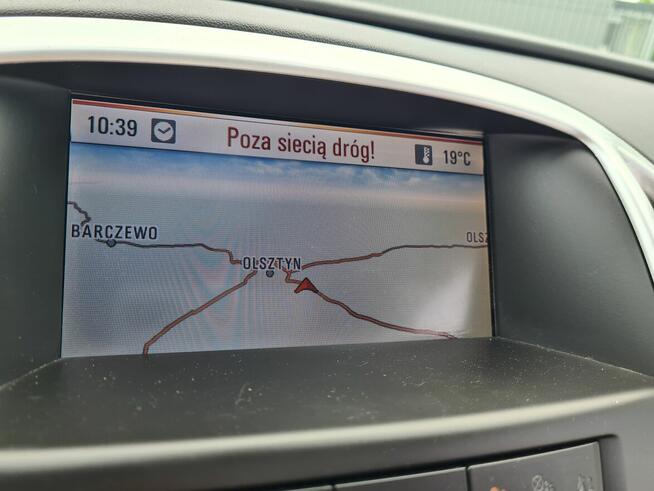 10:39 Poza siecią dróg! 19°C
BARCZEWO
OLSZ
OLSZTYN